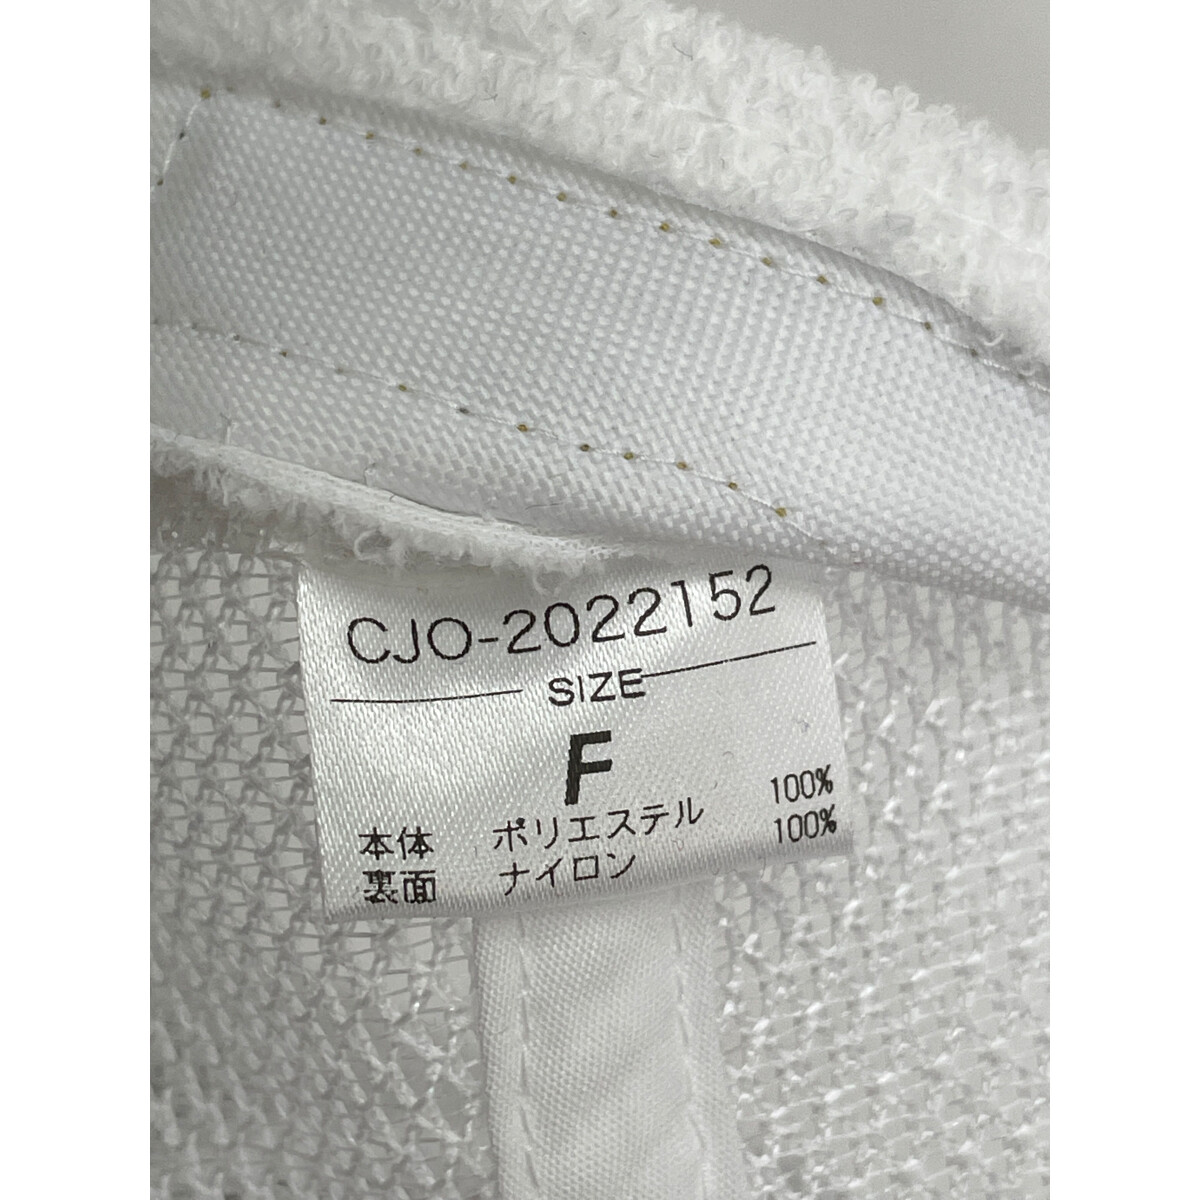 CJO-2022152
SIZE
F
本体 ポリエステル 100%
裏面 ナイロン 100%